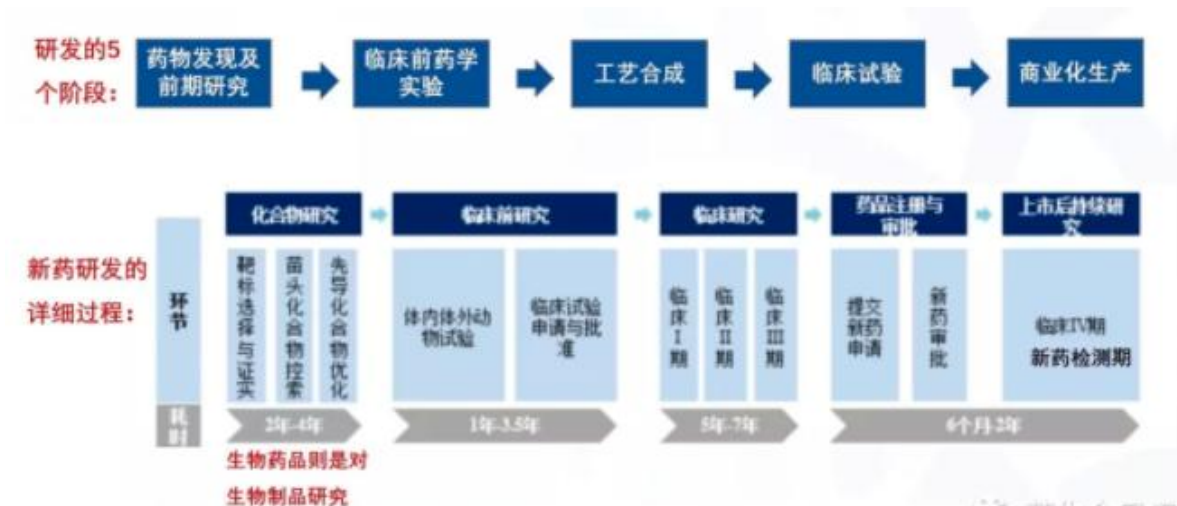 研发的5
个阶段：
药物发现及
前期研究
临床前药学
实验
工艺合成
临床试验
商业化生产
新药研发的
详细过程：
环节
化合物研究
临床前研究
临床研究
药品注册与
审批
上市后持续研
究
靶标选择与证实
苗头化合物控索
先导化合物优化
体内体外动
物试验
临床试验
申请与批
准
临床I期
临床II期
临床III期
提交
新药
申请
新药审批
临床IV期
新药检测期
耗时
2年-4年
1年-3.5年
5年-7年
6个月-2年
生物药品则是对
生物制品研究